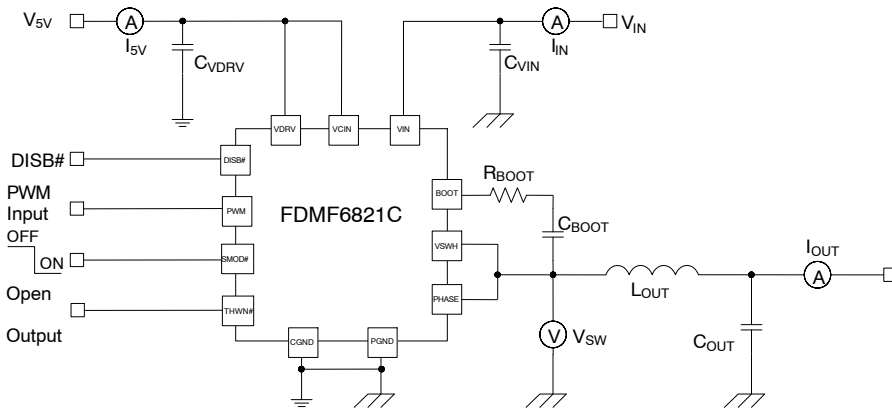 V5V
A
I5V
CVDRV
CVIN
A
IIN
VIN
VDRV
VCIN
VIN
DISB#
DISB#
PWM
Input
PWM
OFF
ON
SMOD#
Open
Output
THWN#
FDMF6821C
BOOT
RBOOT
CBOOT
VSWH
PHASE
LOUT
IOUT
A
V
VSW
COUT
CGND
PGND